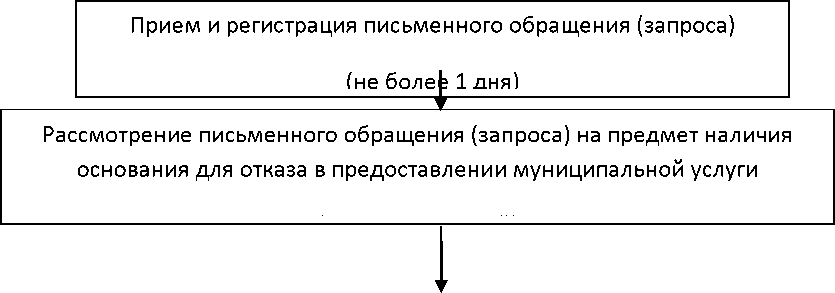 Прием и регистрация письменного обращения (запроса)
(не более 1 дня)
Рассмотрение письменного обращения (запроса) на предмет наличия
основания для отказа в предоставлении муниципальной услуги